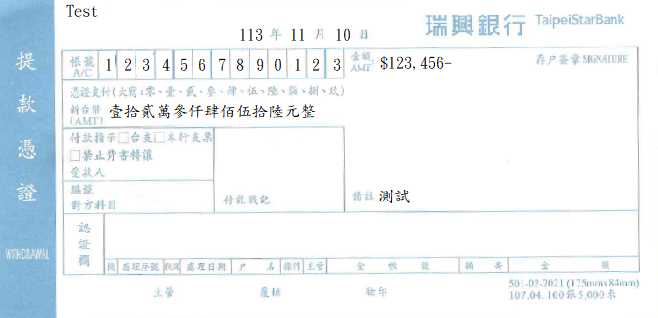 Test
113 年 11 月 10 日
瑞興銀行 TaipeiStarBank
提款憑證
WITHDRAWAL
帳號 A/C 1 2 3 4 5 6 7 8 9 0 1 2 3 金額 AMT $123,456- 存戶簽章 SIGNATURE
憑證支付(大寫:零、壹、貳、參、肆、伍、陸、柒、捌、玖)
新台幣(AMT) 壹拾貳萬參仟肆佰伍拾陸元整
付款指示□台支□本行支票
□禁止背書轉讓
受款人
編號
對方科目 付訖戳記 備註 測試
認證欄
處理序號 狀況 處理日期 戶 名 操作 主管 金 帳 號 摘 要 金 額
主管 覆核 驗印
501-02-2021 (175mmx84mm)
107.04. 100張5,000本